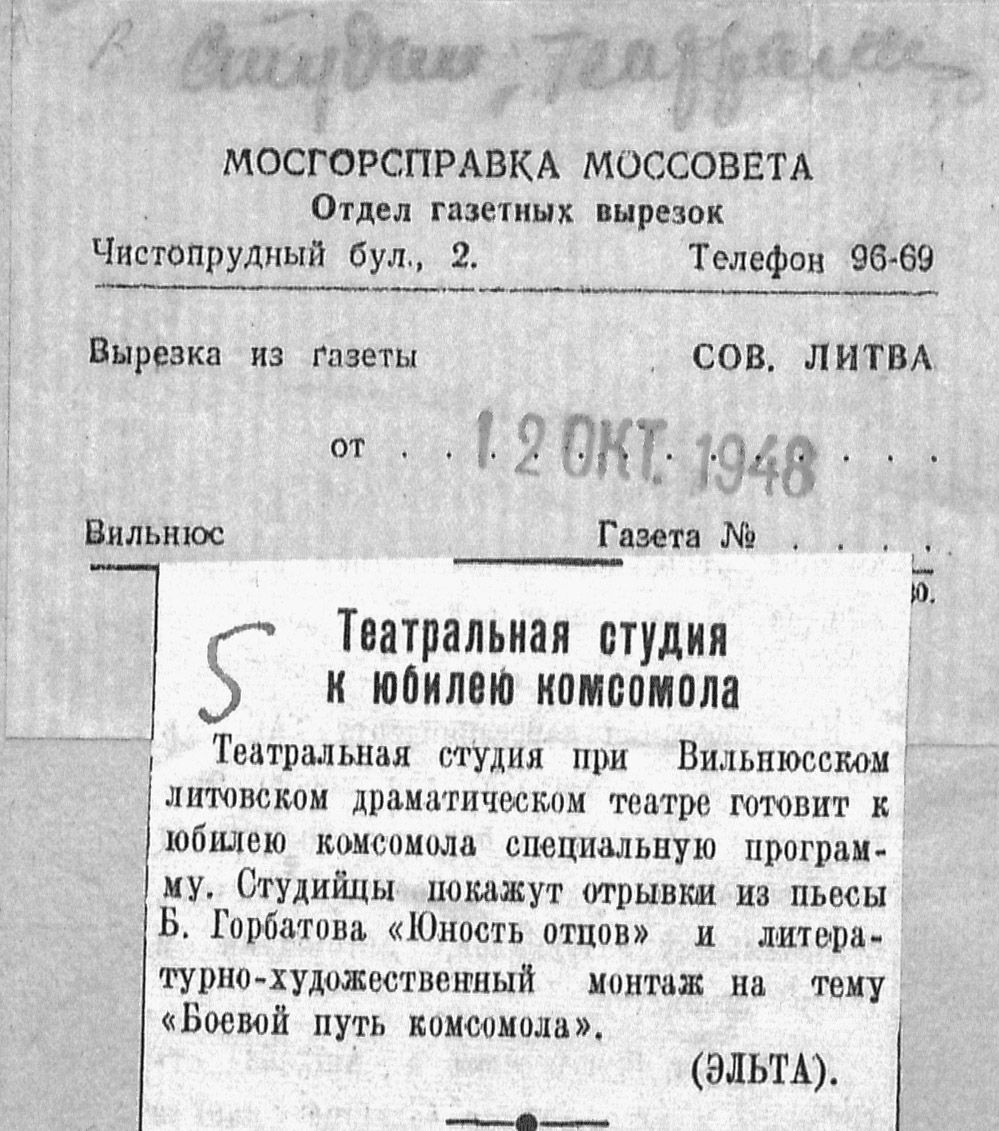 В студии, театральн
МОСГОРСПРАВКА МОССОВЕТА
Отдел газетных вырезок
Чистопрудный бул., 2. Телефон 96-69
Вырезка из газеты СОВ. ЛИТВА
от . . 12 ОКТ. 1948 . . .
Вильнюс Газета № . . . .
5
Театральная студия
к юбилею комсомола
Театральная студия при Вильнюсском
литовском драматическом театре готовит к
юбилею комсомола специальную програм-
му. Студийцы покажут отрывки из пьесы
Б. Горбатова «Юность отцов» и литера-
турно-художественный монтаж на тему
«Боевой путь комсомола».
(ЭЛЬТА).